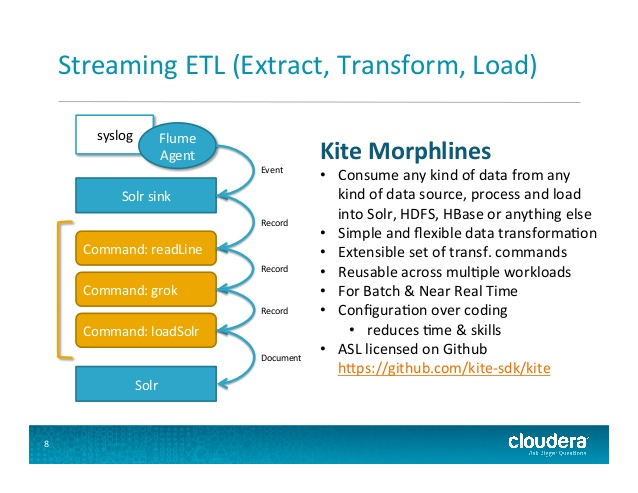 Streaming ETL (Extract, Transform, Load)
syslog
Flume
Agent
Event
Solr sink
Record
Command: readLine
Record
Command: grok
Record
Command: loadSolr
Document
Solr
Kite Morphlines
• Consume any kind of data from any
kind of data source, process and load
into Solr, HDFS, HBase or anything else
• Simple and flexible data transformation
• Extensible set of transf. commands
• Reusable across multiple workloads
• For Batch & Near Real Time
• Configuration over coding
• reduces time & skills
• ASL licensed on Github
https://github.com/kite-sdk/kite
8
cloudera
Ask Bigger Questions